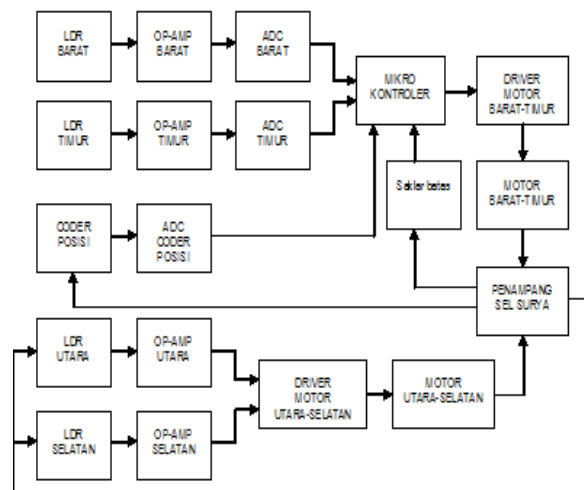 LDR
BARAT
OP-AMP
BARAT
ADC
BARAT
MIKRO
KONTROLER
DRIVER
MOTOR
BARAT-TIMUR
LDR
TIMUR
OP-AMP
TIMUR
ADC
TIMUR
Saklar batas
MOTOR
BARAT-TIMUR
CODER
POSISI
ADC
CODER
POSISI
PENAMPANG
SEL SURYA
LDR
UTARA
OP-AMP
UTARA
DRIVER
MOTOR
UTARA-SELATAN
MOTOR
UTARA-SELATAN
LDR
SELATAN
OP-AMP
SELATAN